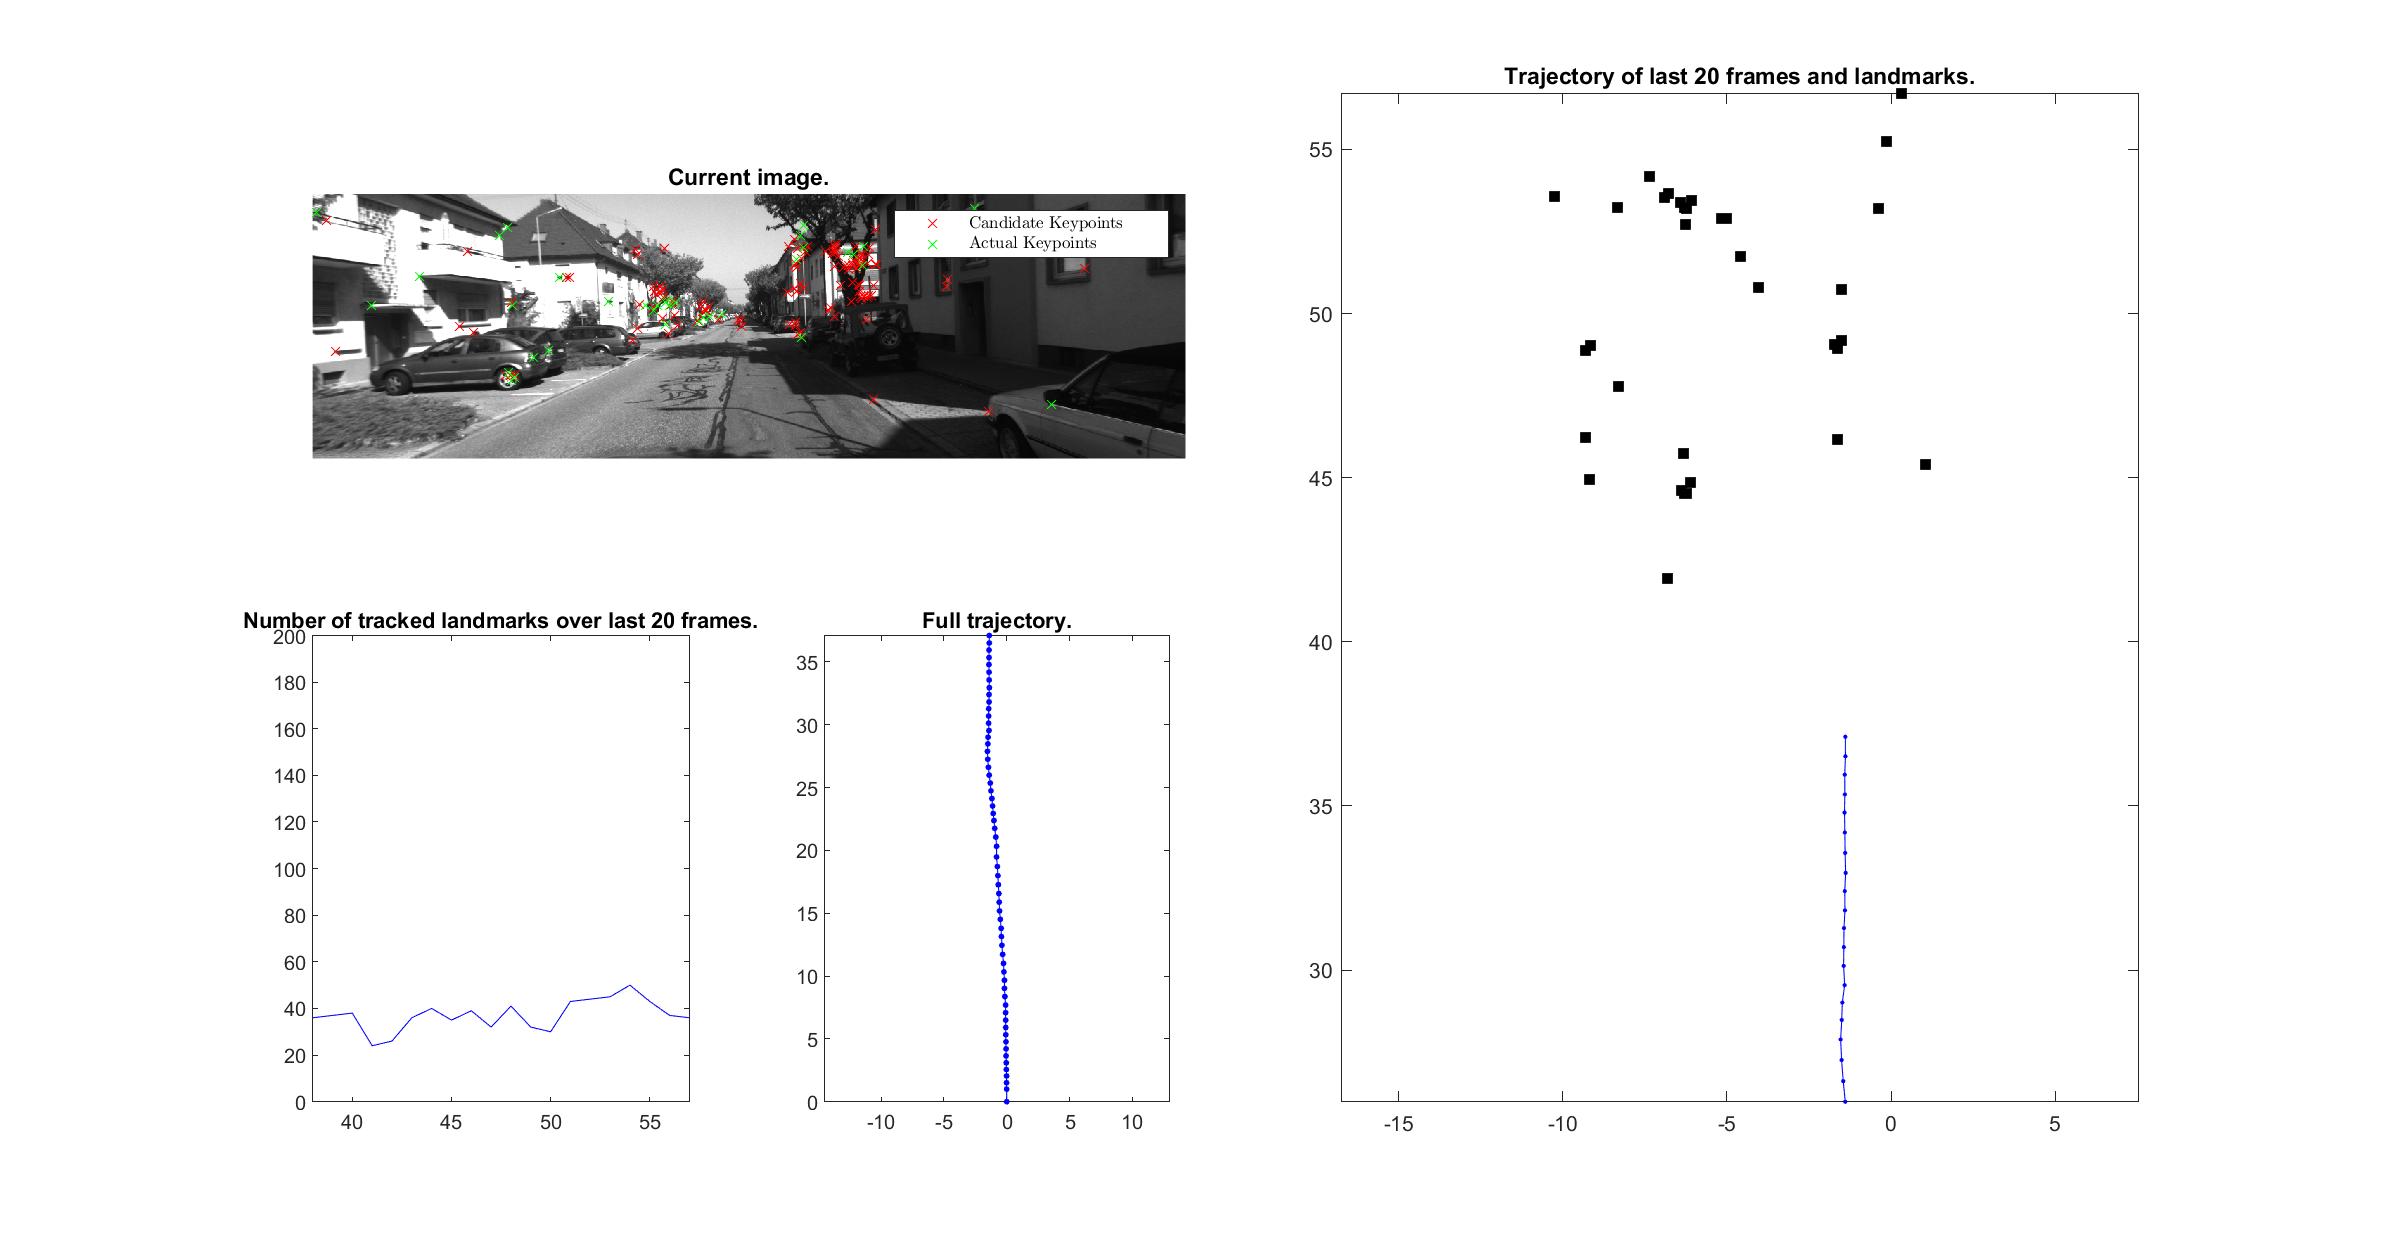 Current image.
Candidate Keypoints
Actual Keypoints
Number of tracked landmarks over last 20 frames.
200
180
160
140
120
100
80
60
40
20
0
40 45 50 55
Full trajectory.
35
30
25
20
15
10
5
0
-10 -5 0 5 10
Trajectory of last 20 frames and landmarks.
55
50
45
40
35
30
-15 -10 -5 0 5